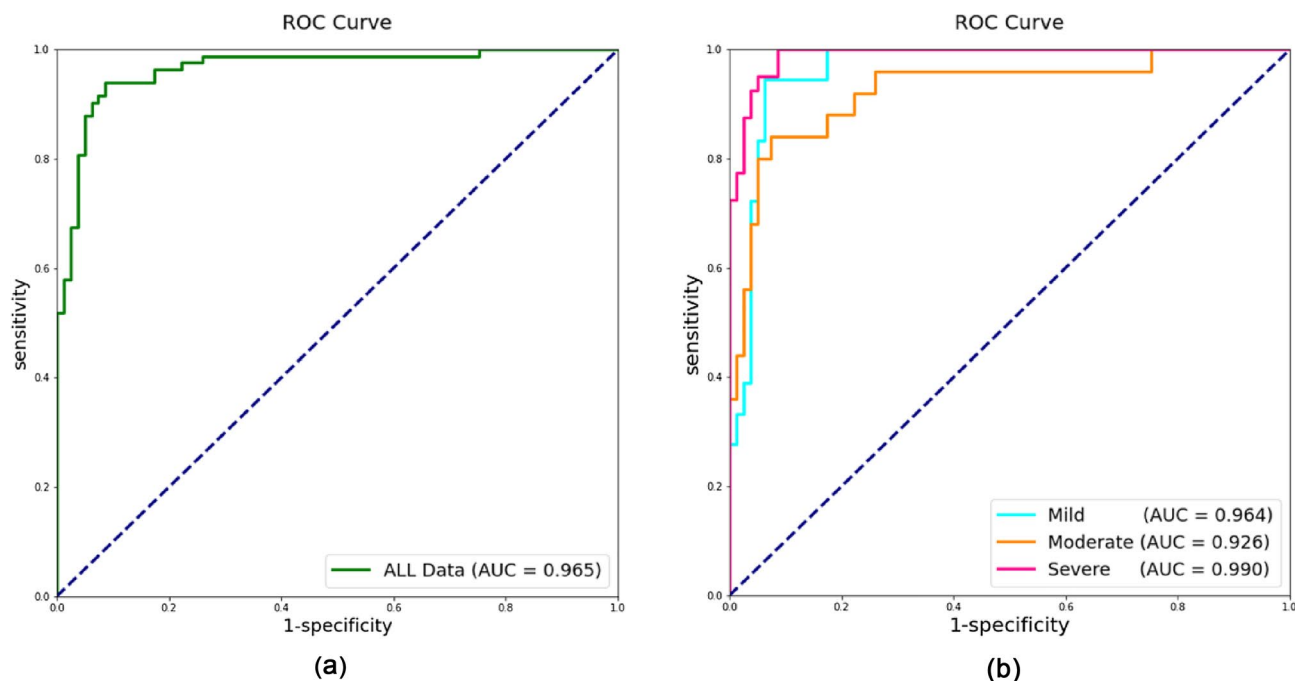 ROC Curve
1.0
0.8
0.6
0.4
0.2
0.0
sensitivity
ALL Data (AUC = 0.965)
0.0 0.2 0.4 0.6 0.8 1.0
1-specificity
(a)
ROC Curve
1.0
0.8
0.6
0.4
0.2
0.0
sensitivity
Mild (AUC = 0.964)
Moderate (AUC = 0.926)
Severe (AUC = 0.990)
0.0 0.2 0.4 0.6 0.8 1.0
1-specificity
(b)